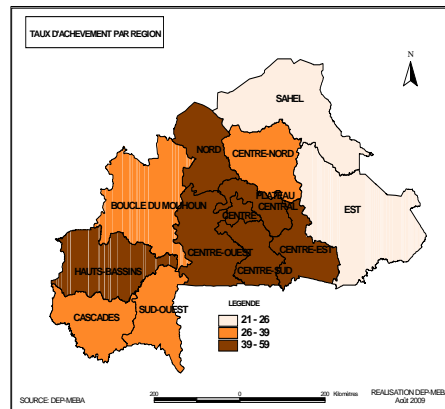 TAUX D'ACHEVEMENT PAR REGION
N
SAHEL
NORD
CENTRE-NORD
BOUCLE DU MOUHOUN
PLATEAU
CENTRAL
CENTRE
EST
CENTRE-OUEST
CENTRE-EST
HAUTS-BASSINS
CENTRE-SUD
SUD-OUEST
CASCADES
LEGENDE
21 - 26
26 - 39
39 - 59
200 0 200 Kilomètres
SOURCE: DEP-MEBA
REALISATION DEP-MEBA
Août 2009